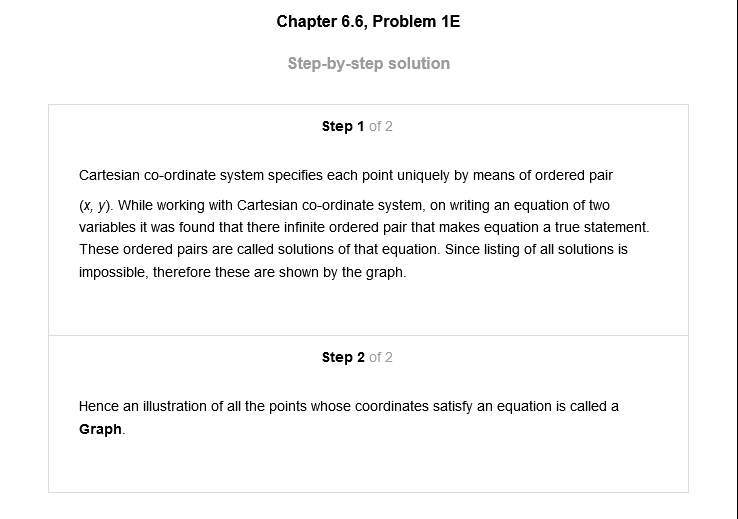 Chapter 6.6, Problem 1E
Step-by-step solution
Step 1 of 2
Cartesian co-ordinate system specifies each point uniquely by means of ordered pair
(x, y). While working with Cartesian co-ordinate system, on writing an equation of two
variables it was found that there infinite ordered pair that makes equation a true statement.
These ordered pairs are called solutions of that equation. Since listing of all solutions is
impossible, therefore these are shown by the graph.
Step 2 of 2
Hence an illustration of all the points whose coordinates satisfy an equation is called a
Graph.